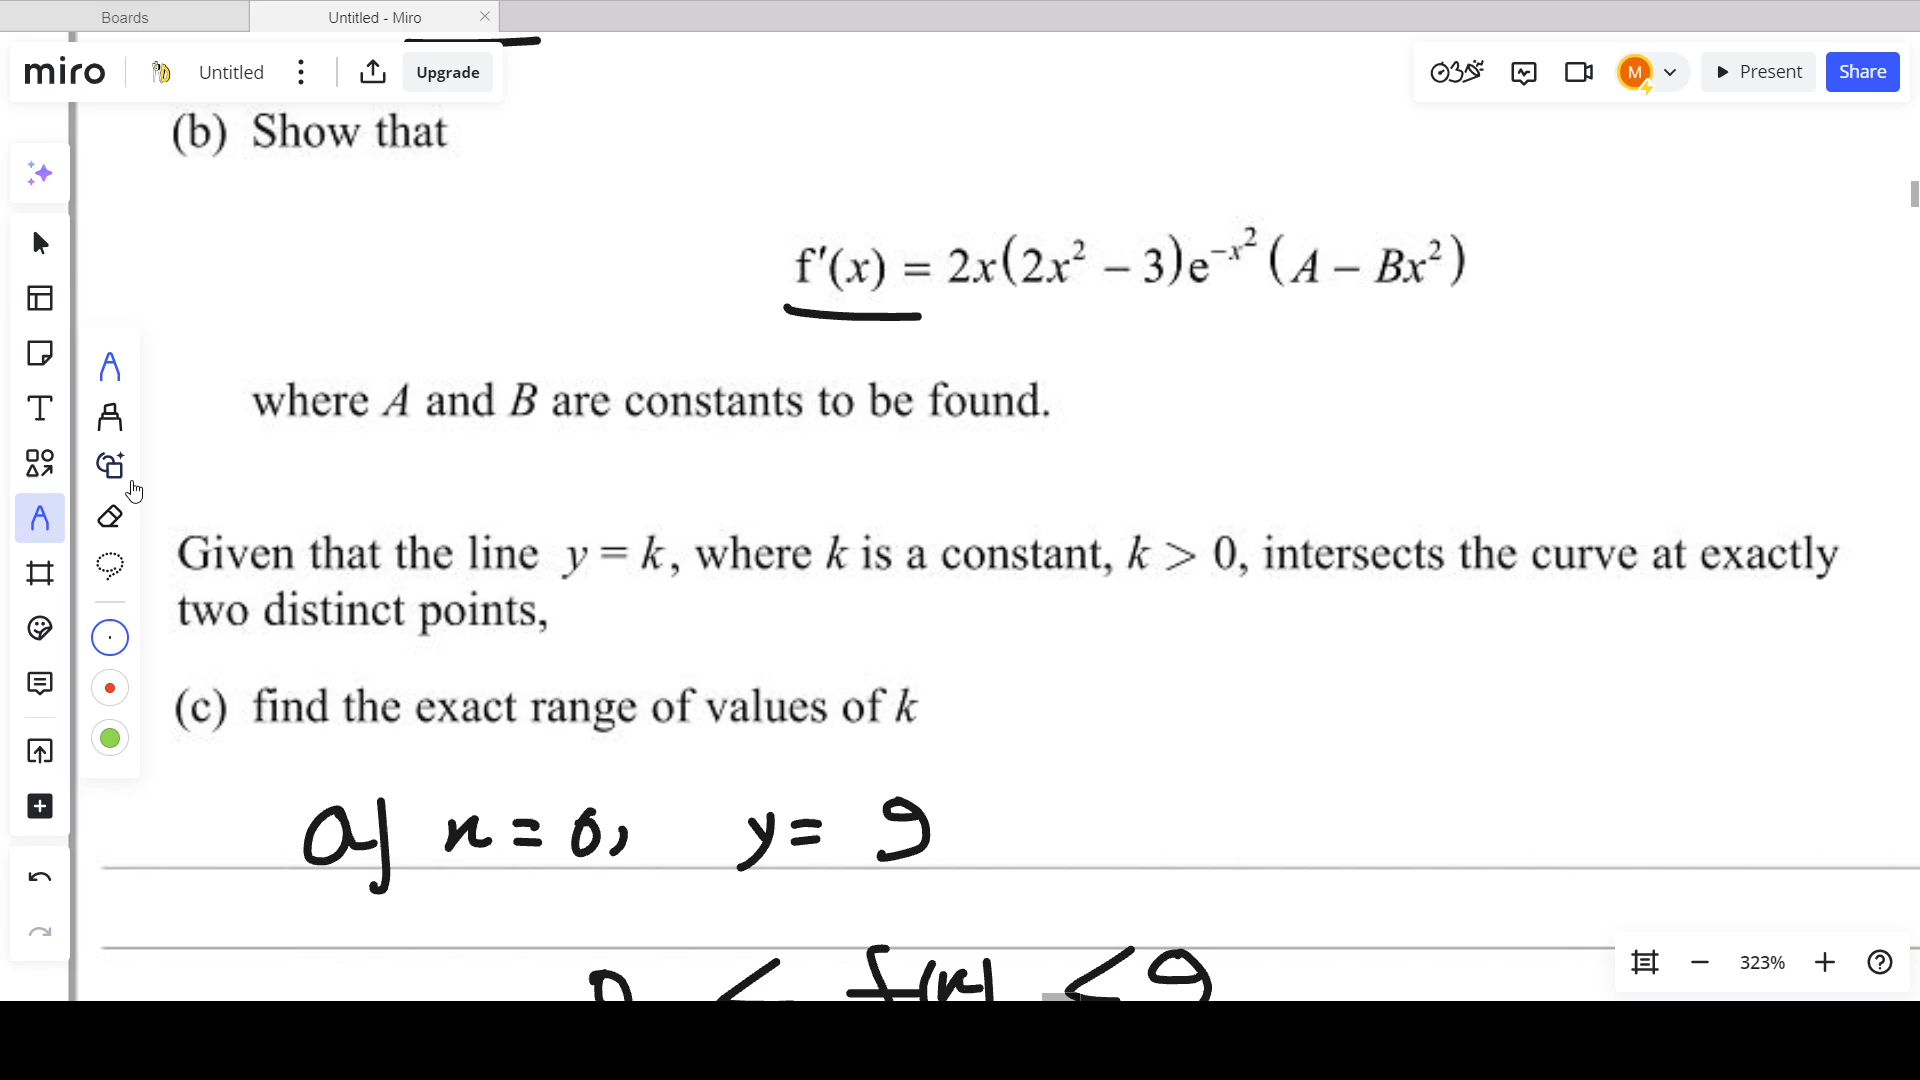 Boards
Untitled - Miro
miro
Untitled
Upgrade
M
Present
Share
(b) Show that
f′(x) = 2x(2x² − 3)e^{−x²}(A − Bx²)
where A and B are constants to be found.
Given that the line y = k, where k is a constant, k > 0, intersects the curve at exactly
two distinct points,
(c) find the exact range of values of k
a) x = 0, y = 9
0 < f(x) < 9
323%